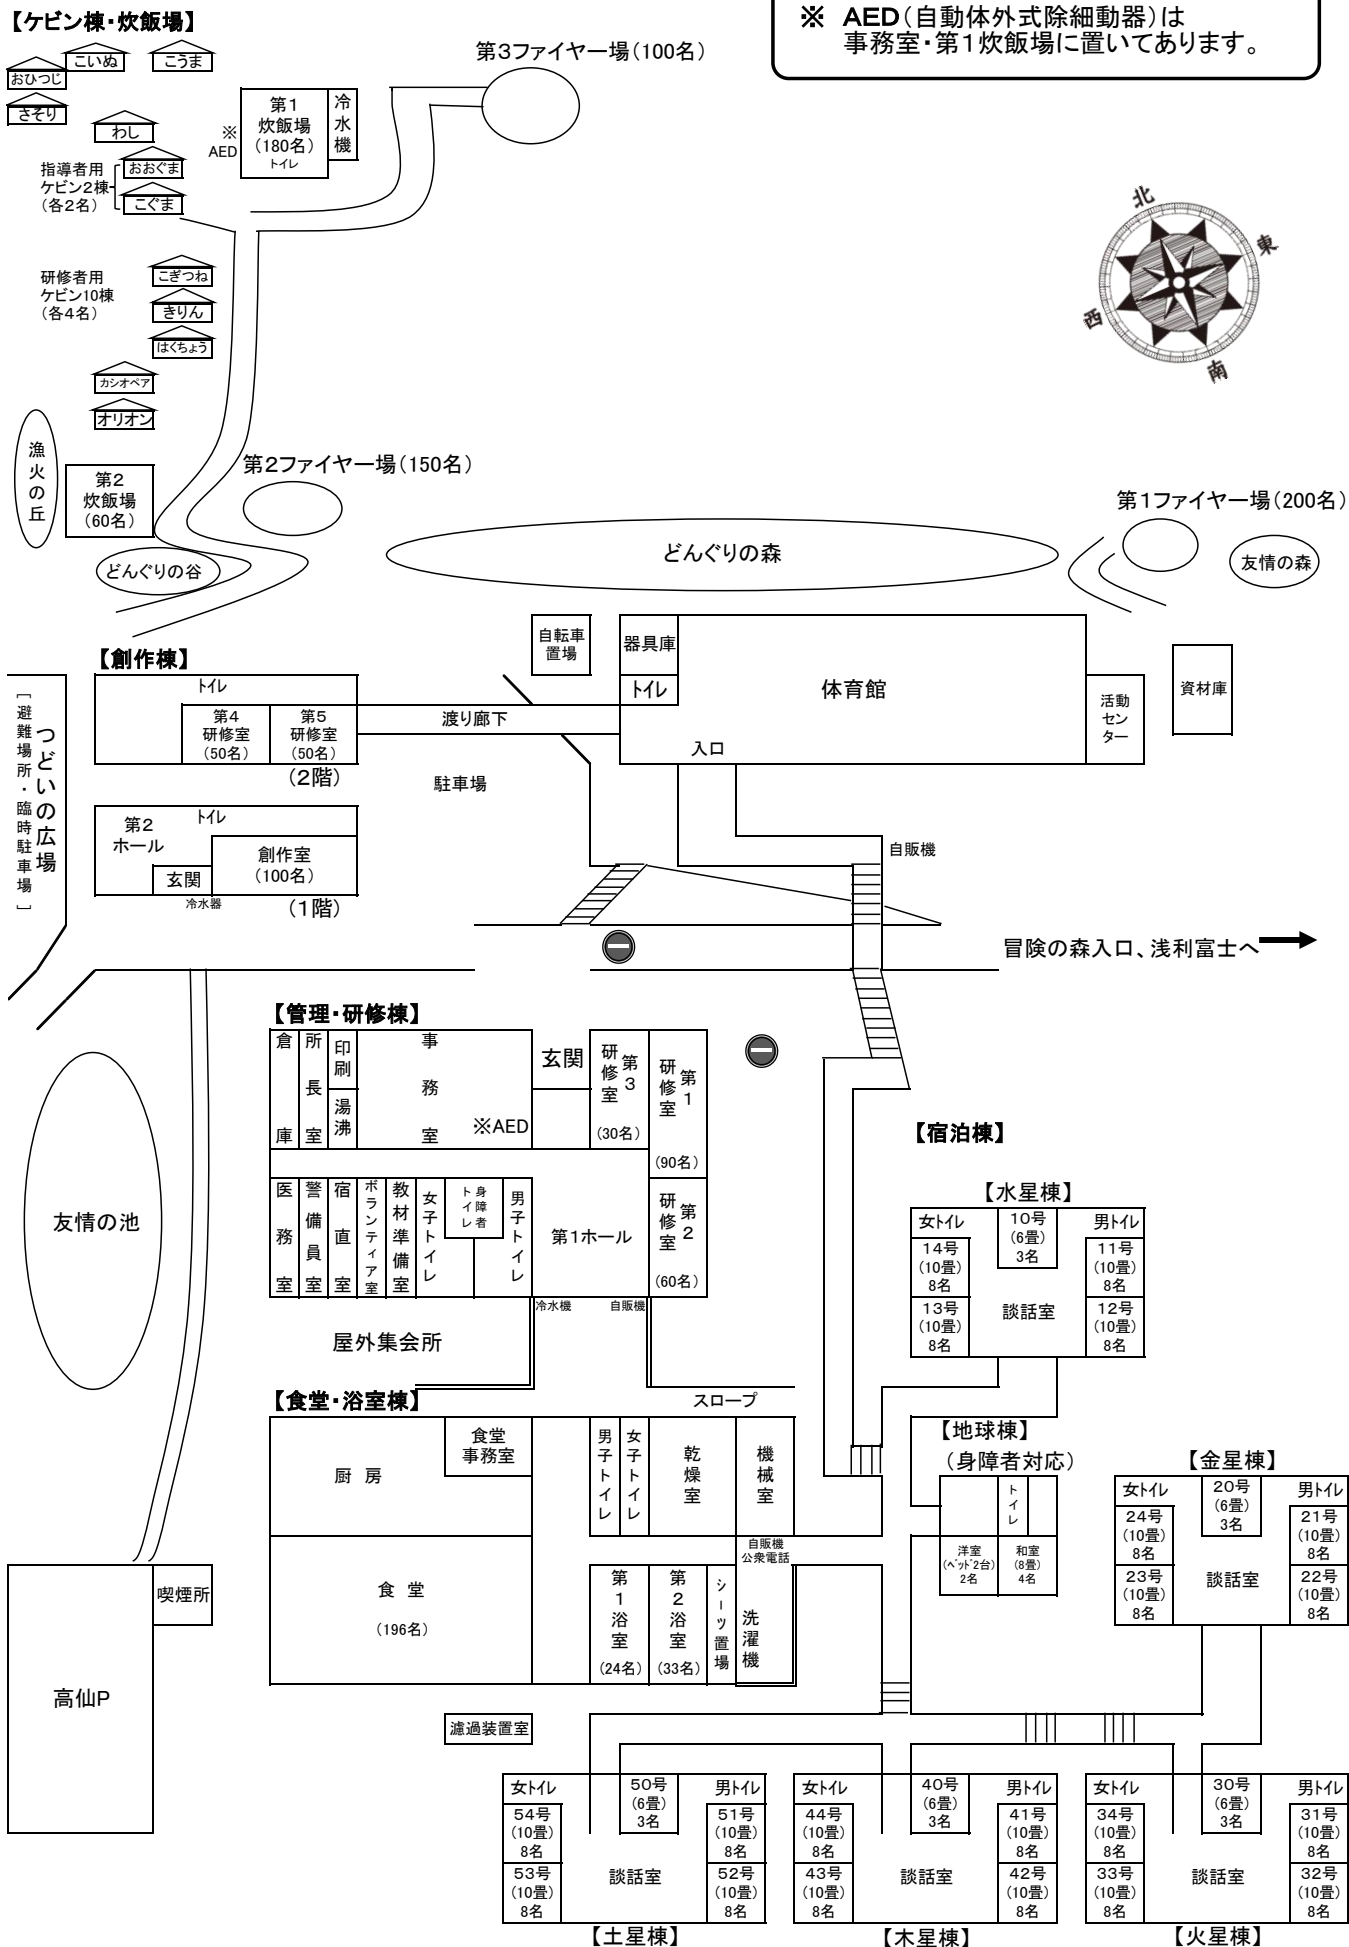 【ケビン棟・炊飯場】
※ AED（自動体外式除細動器）は
事務室・第1炊飯場に置いてあります。
こいぬ
こうま
おひつじ
さそり
わし
第3ファイヤー場（100名）
第1
炊飯場
（180名）
トイレ
冷水機
※
AED
指導者用
ケビン2棟
（各2名）
おおぐま
こぐま
北
東
西
南
研修者用
ケビン10棟
（各4名）
こぎつね
きりん
はくちょう
カシオペア
オリオン
漁火の丘
第2
炊飯場
（60名）
第2ファイヤー場（150名）
どんぐりの谷
どんぐりの森
第1ファイヤー場（200名）
友情の森
【創作棟】
トイレ
第4
研修室
（50名）
第5
研修室
（50名）
（2階）
渡り廊下
自転車
置場
器具庫
トイレ
体育館
入口
活動
セン
ター
資材庫
つどいの広場
［避難場所・臨時駐車場］
駐車場
第2
ホール
トイレ
玄関
創作室
（100名）
冷水器
（1階）
自販機
冒険の森入口、浅利富士へ
【管理・研修棟】
倉庫
所長室
印刷
湯沸
事務室
※AED
玄関
第3
研修室
（30名）
第1
研修室
（90名）
医務室
警備員室
宿直室
ボランティア室
教材準備室
女子トイレ
身障者
トイレ
男子トイレ
第1ホール
第2
研修室
（60名）
冷水機
自販機
友情の池
屋外集会所
【宿泊棟】
【水星棟】
女トイレ
10号
（6畳）
3名
男トイレ
14号
（10畳）
8名
11号
（10畳）
8名
13号
（10畳）
8名
談話室
12号
（10畳）
8名
【食堂・浴室棟】
スロープ
厨 房
食堂
事務室
男子トイレ
女子トイレ
乾燥室
機械室
自販機
公衆電話
食 堂
（196名）
第1浴室
（24名）
第2浴室
（33名）
シーツ置場
洗濯機
濾過装置室
喫煙所
高仙P
【地球棟】
（身障者対応）
トイレ
洋室
（ベット2台）
2名
和室
（8畳）
4名
【金星棟】
女トイレ
20号
（6畳）
3名
男トイレ
24号
（10畳）
8名
21号
（10畳）
8名
23号
（10畳）
8名
談話室
22号
（10畳）
8名
女トイレ
50号
（6畳）
3名
男トイレ
54号
（10畳）
8名
51号
（10畳）
8名
53号
（10畳）
8名
談話室
52号
（10畳）
8名
【土星棟】
女トイレ
40号
（6畳）
3名
男トイレ
44号
（10畳）
8名
41号
（10畳）
8名
43号
（10畳）
8名
談話室
42号
（10畳）
8名
【木星棟】
女トイレ
30号
（6畳）
3名
男トイレ
34号
（10畳）
8名
31号
（10畳）
8名
33号
（10畳）
8名
談話室
32号
（10畳）
8名
【火星棟】